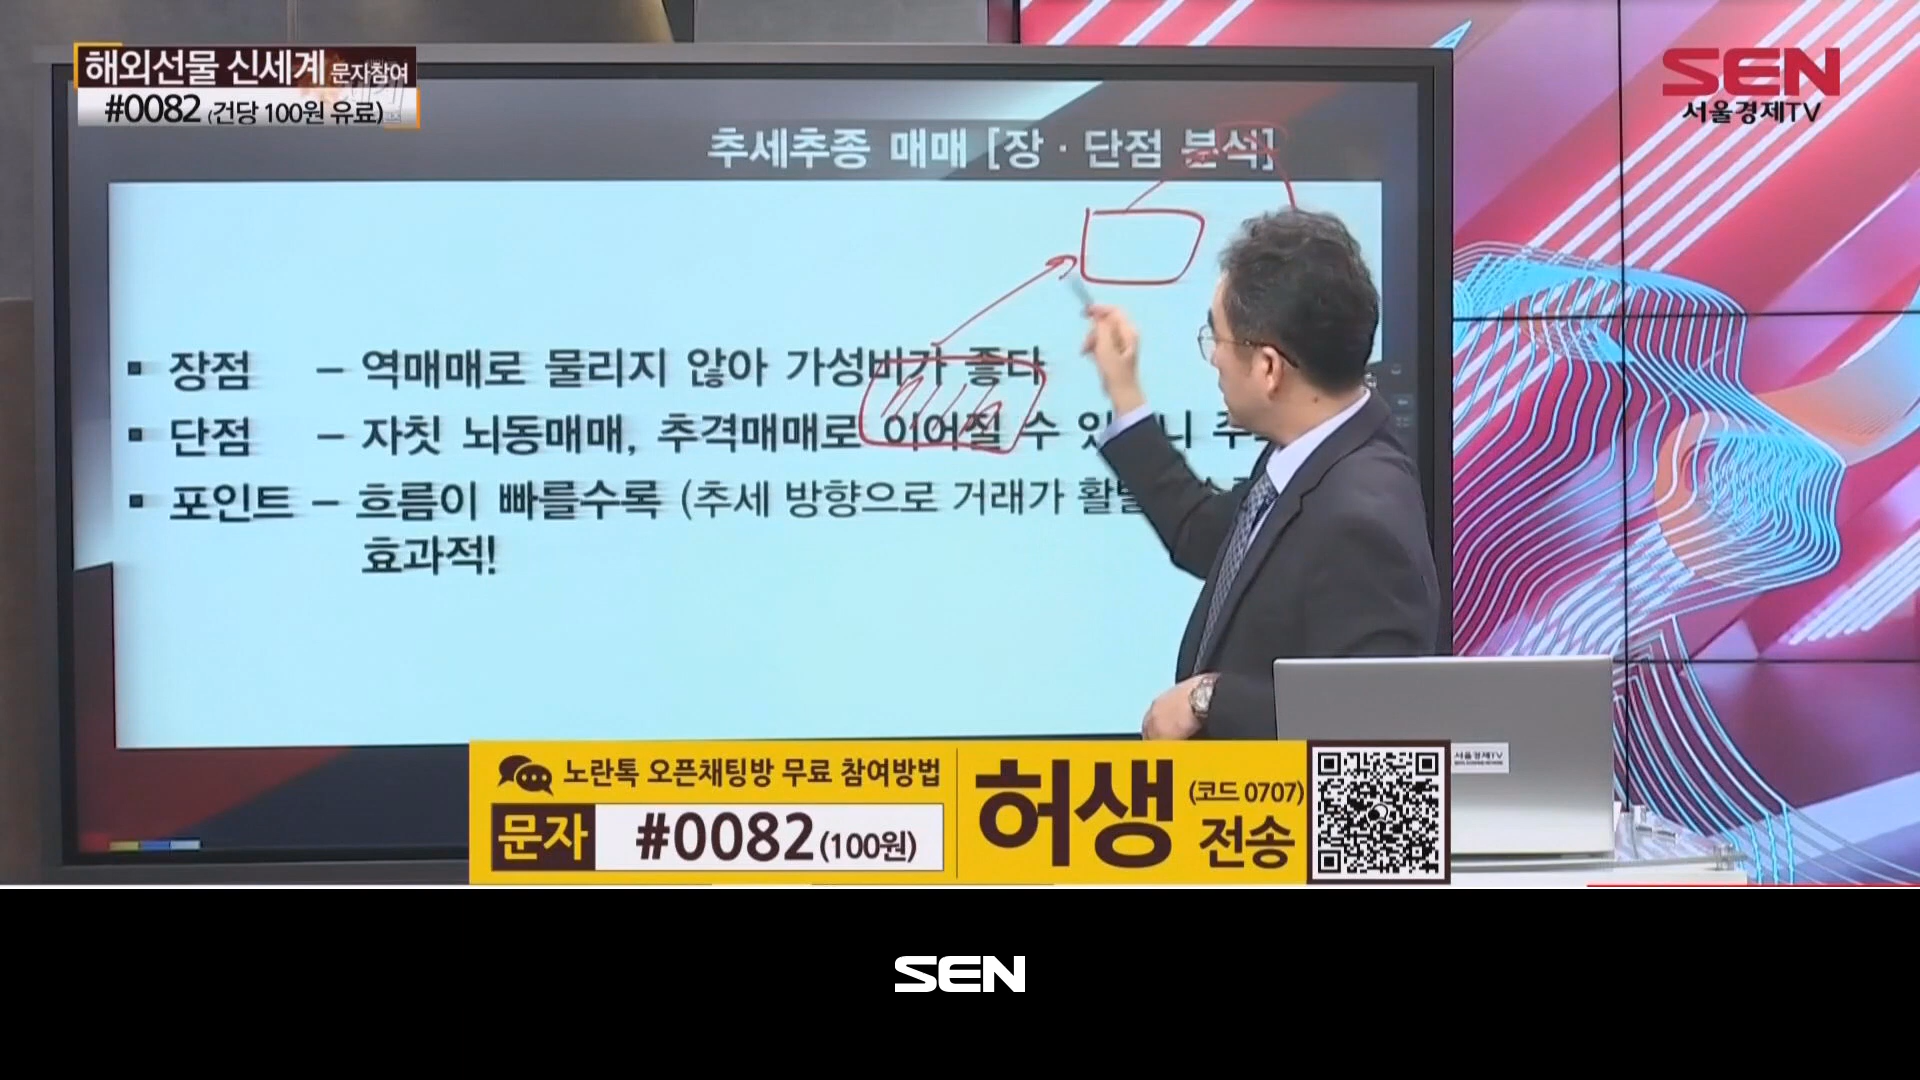 해외선물 신세계 문자참여
#0082 (건당 100원 유료)
SEN
서울경제TV
추세추종 매매 [장 · 단점 분석]
▪ 장점 – 역매매로 물리지 않아 가성비가 좋다
▪ 단점 – 자칫 뇌동매매, 추격매매로 이어질 수
▪ 포인트 – 흐름이 빠를수록 (추세 방향으로 거래가
효과적!
노란톡 오픈채팅방 무료 참여방법
문자 #0082 (100원)
허생 (코드 0707) 전송
서울경제TV
SEN